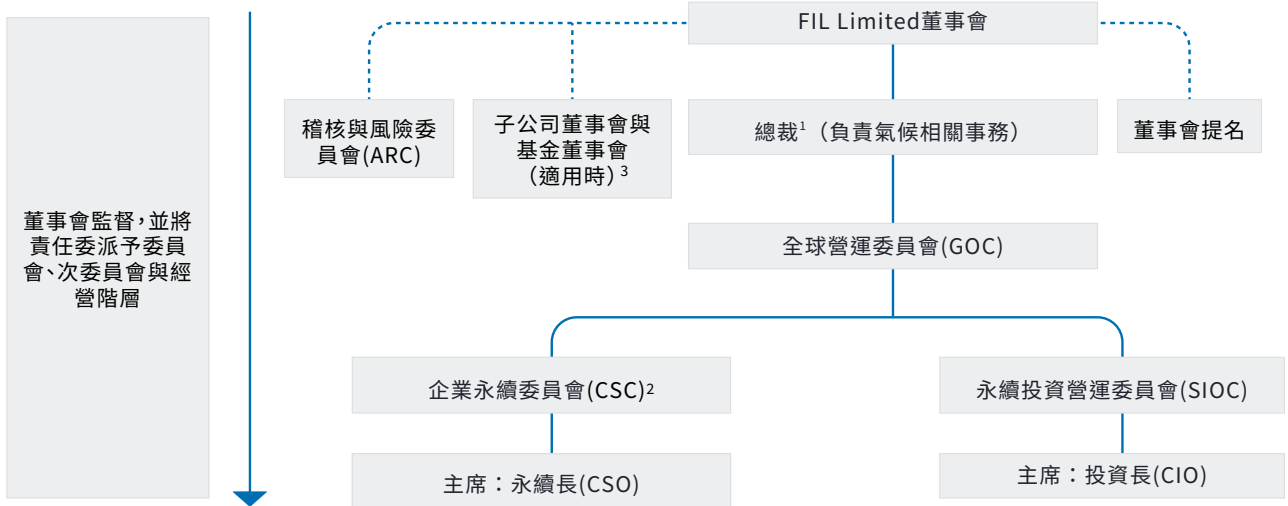 FIL Limited董事會
稽核與風險委
員會(ARC)
子公司董事會與
基金董事會
（適用時）3
總裁1（負責氣候相關事務）
董事會提名
董事會監督，並將
責任委派予委員
會、次委員會與經
營階層
全球營運委員會(GOC)
企業永續委員會(CSC)2
永續投資營運委員會(SIOC)
主席：永續長(CSO)
主席：投資長(CIO)